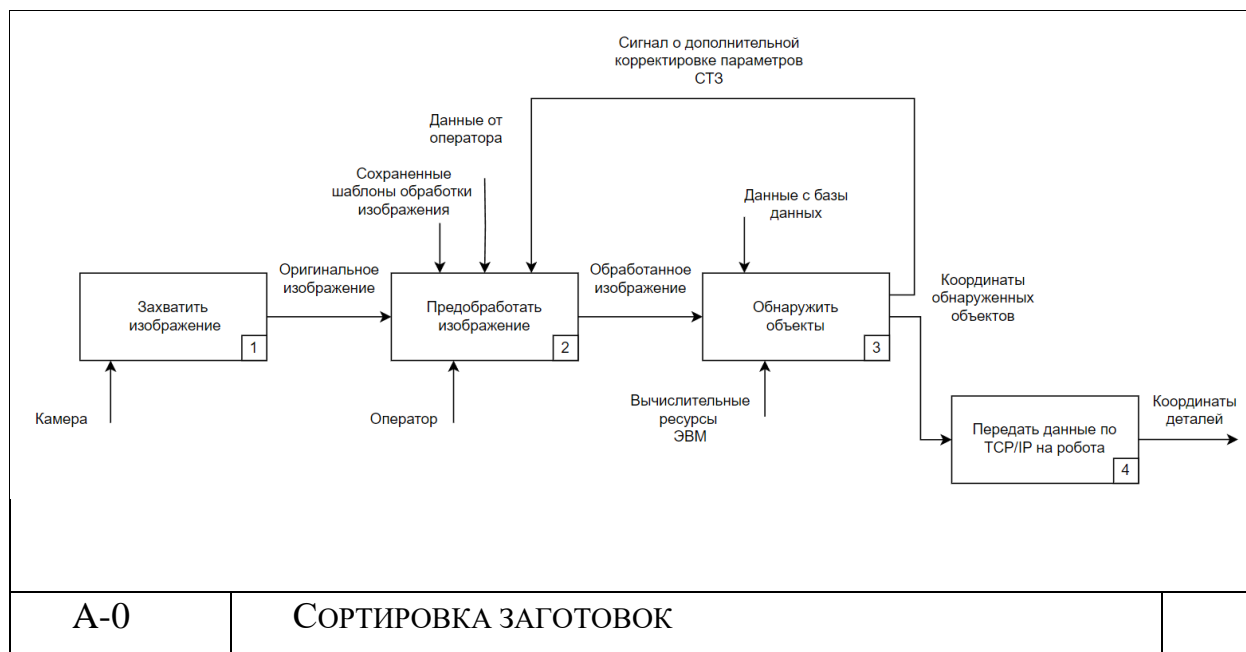 Сигнал о дополнительной
корректировке параметров
СТЗ
Данные от
оператора
Сохраненные
шаблоны обработки
изображения
Данные с базы
данных
Оригинальное
изображение
Обработанное
изображение
Координаты
обнаруженных
объектов
Захватить
изображение
1
Предобработать
изображение
2
Обнаружить
объекты
3
Камера
Оператор
Вычислительные
ресурсы
ЭВМ
Передать данные по
TCP/IP на робота
4
Координаты
деталей
А-0
СОРТИРОВКА ЗАГОТОВОК